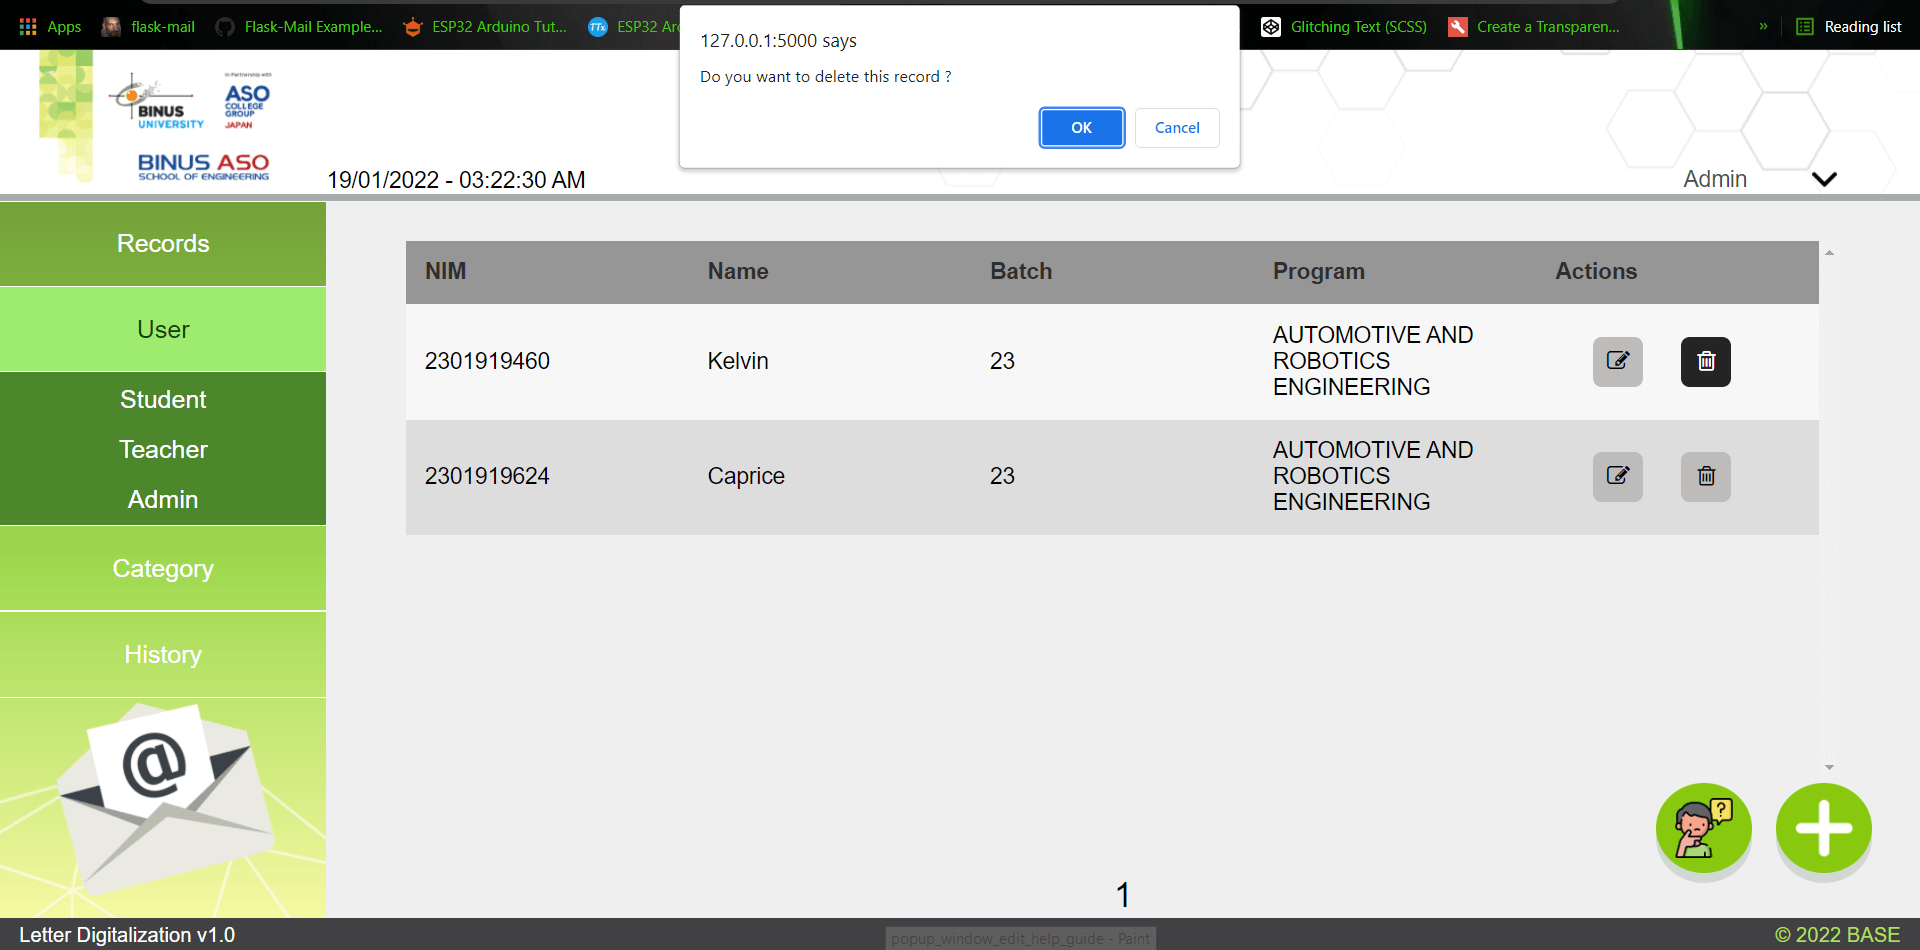 Apps
flask-mail
Flask-Mail Example...
ESP32 Arduino Tut...
TTx
ESP32 Ar
Glitching Text (SCSS)
Create a Transparen...
»
Reading list
127.0.0.1:5000 says
Do you want to delete this record ?
OK
Cancel
In Partnership with
BINUS
UNIVERSITY
ASO
COLLEGE
GROUP
JAPAN
BINUS ASO
SCHOOL OF ENGINEERING
19/01/2022 - 03:22:30 AM
Admin
Records
User
Student
Teacher
Admin
Category
History
NIM Name Batch Program Actions
2301919460 Kelvin 23 AUTOMOTIVE AND
ROBOTICS
ENGINEERING
2301919624 Caprice 23 AUTOMOTIVE AND
ROBOTICS
ENGINEERING
@
?
1
Letter Digitalization v1.0
popup_window_edit_help_guide - Paint
© 2022 BASE